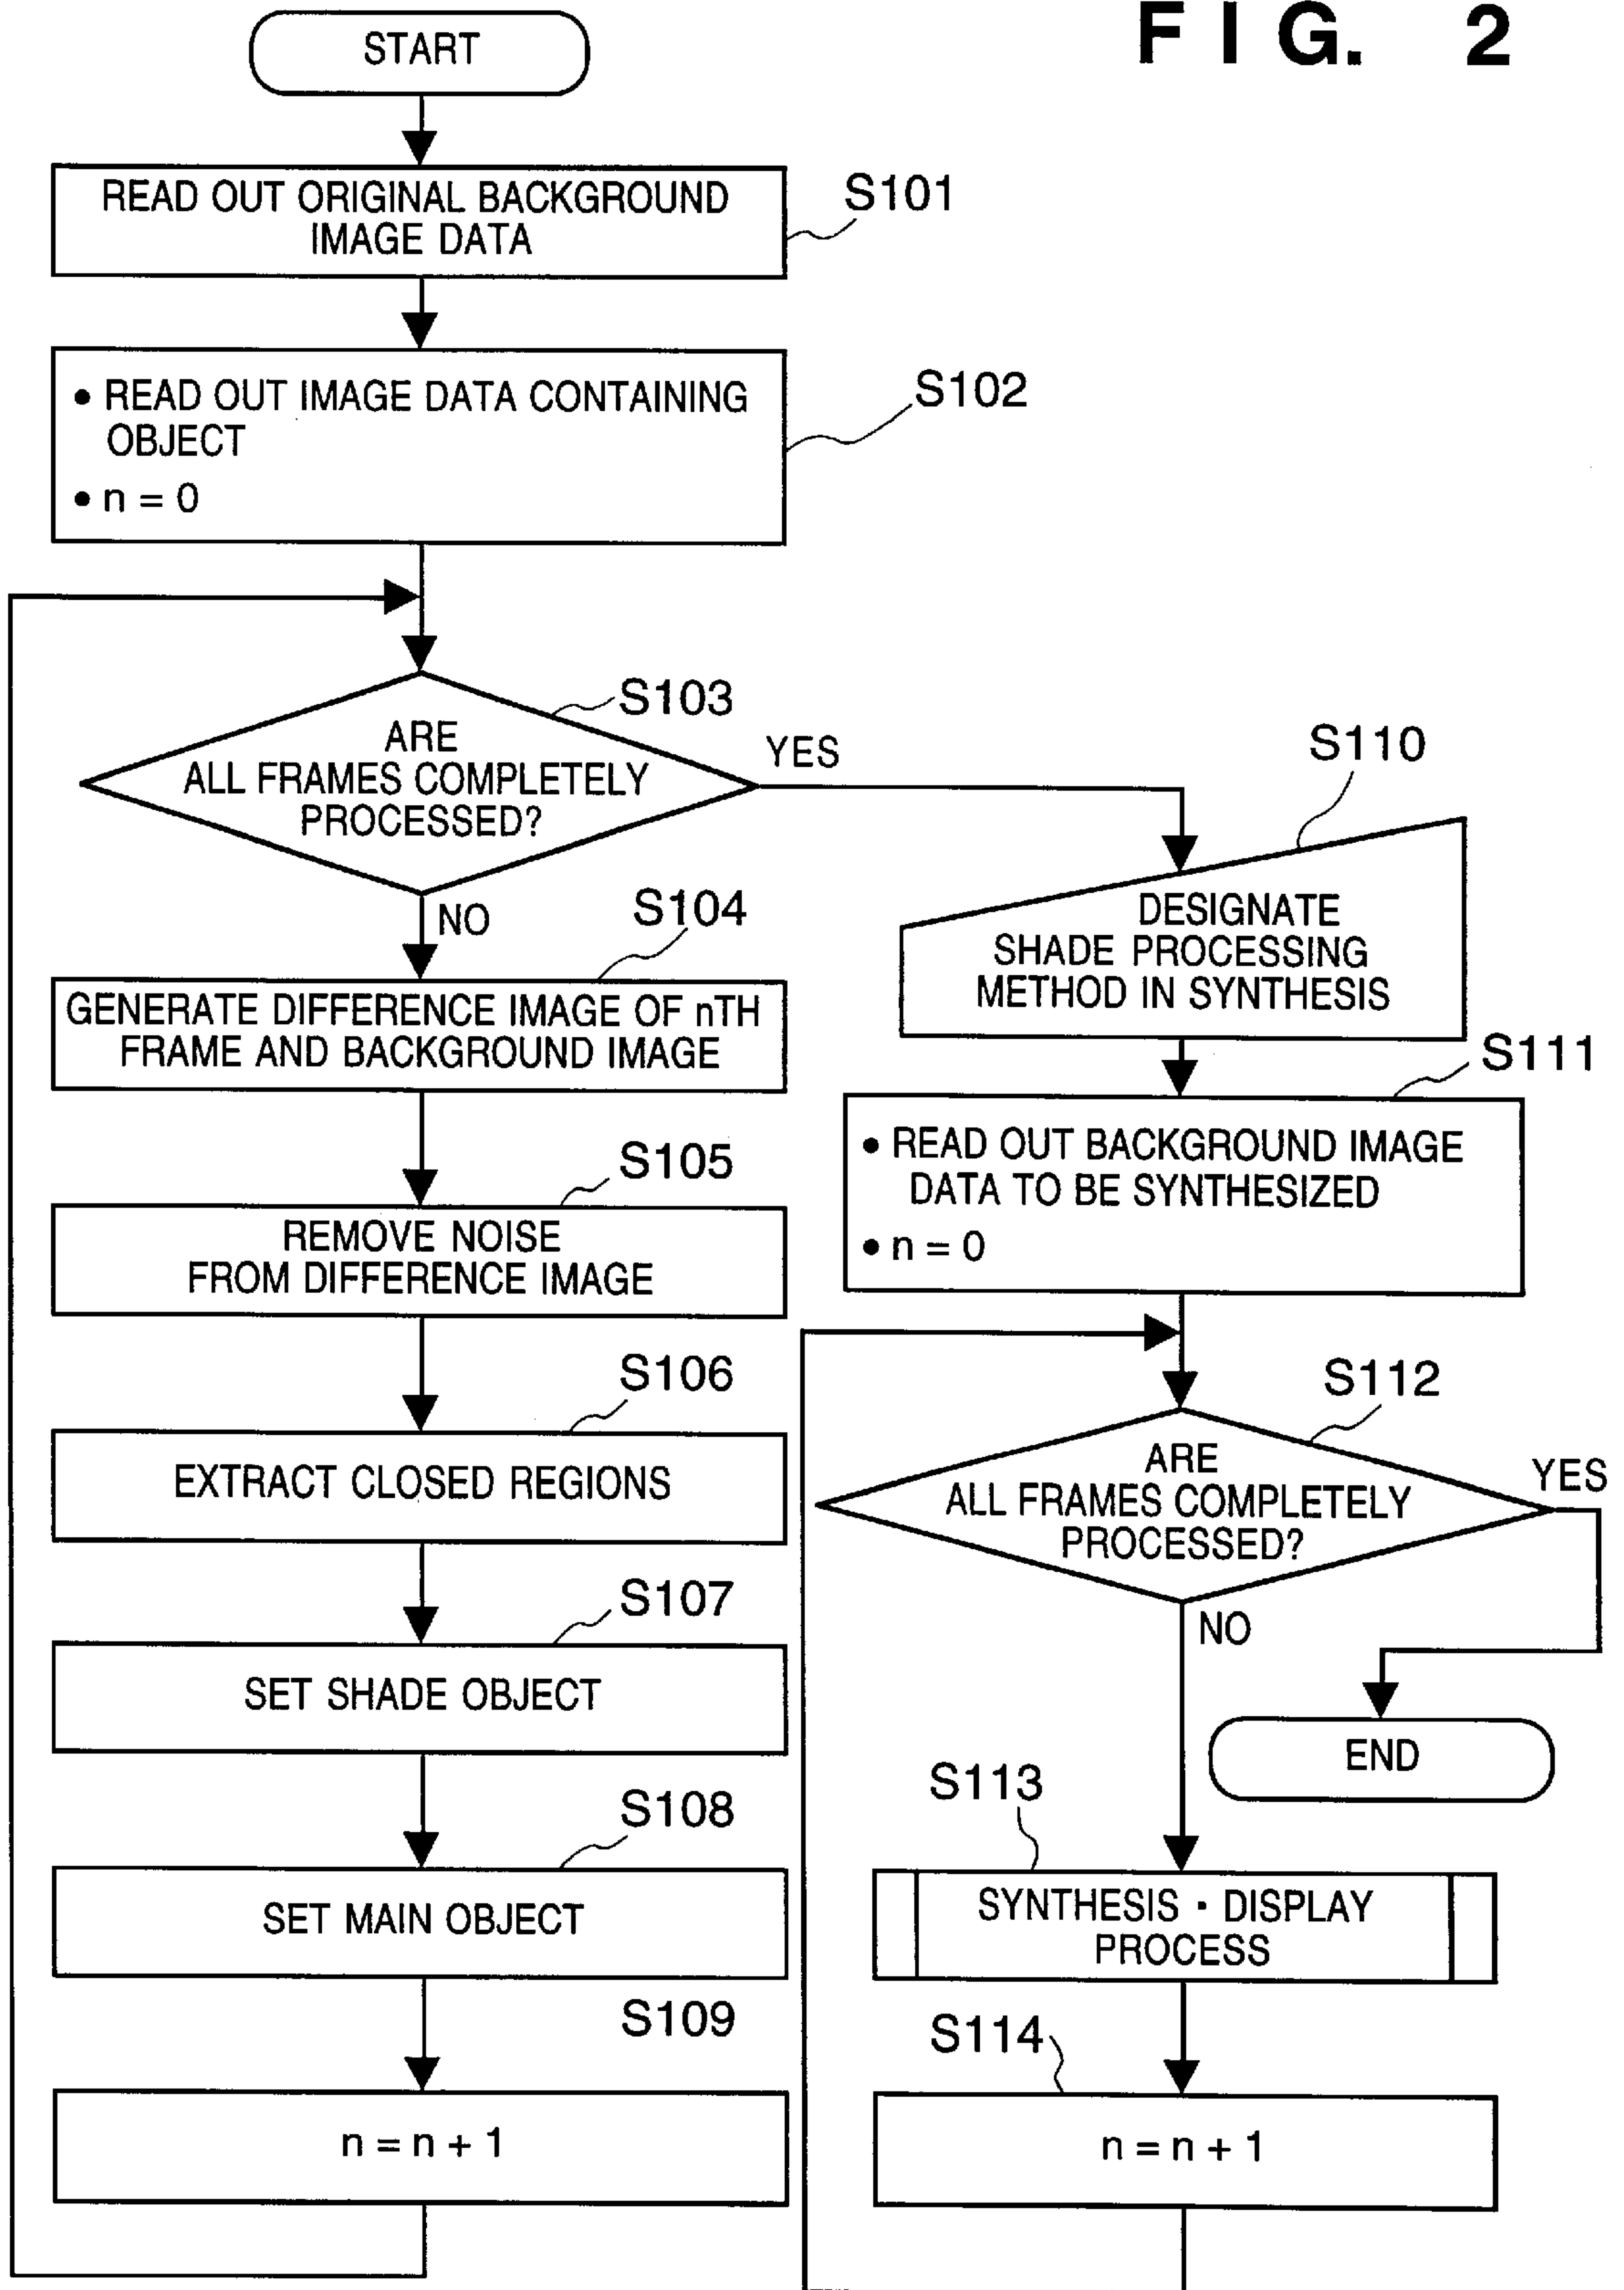 FIG. 2
START
READ OUT ORIGINAL BACKGROUND
IMAGE DATA
S101
• READ OUT IMAGE DATA CONTAINING
OBJECT
• n = 0
S102
S103
ARE
ALL FRAMES COMPLETELY
PROCESSED?
YES
NO
S104
GENERATE DIFFERENCE IMAGE OF nTH
FRAME AND BACKGROUND IMAGE
S105
REMOVE NOISE
FROM DIFFERENCE IMAGE
S106
EXTRACT CLOSED REGIONS
S107
SET SHADE OBJECT
S108
SET MAIN OBJECT
S109
n = n + 1
S110
DESIGNATE
SHADE PROCESSING
METHOD IN SYNTHESIS
S111
• READ OUT BACKGROUND IMAGE
DATA TO BE SYNTHESIZED
• n = 0
S112
ARE
ALL FRAMES COMPLETELY
PROCESSED?
YES
NO
END
S113
SYNTHESIS · DISPLAY
PROCESS
S114
n = n + 1